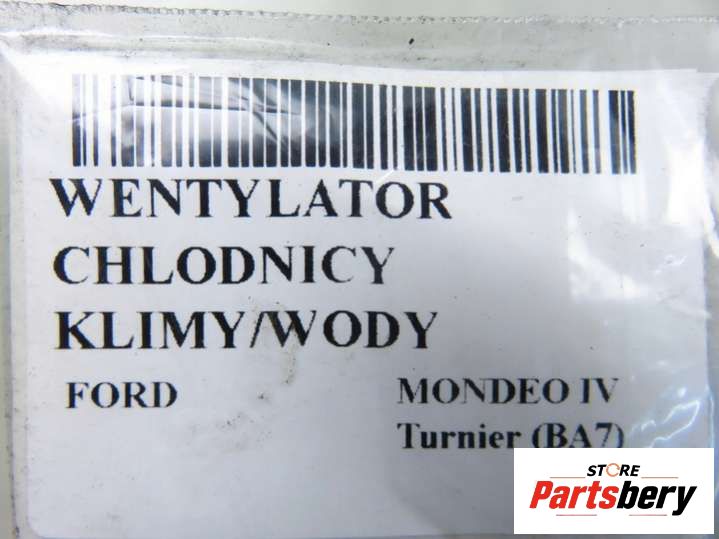 WENTYLATOR
CHLODNICY
KLIMY/WODY
FORD MONDEO IV
Turnier (BA7)
STORE
Partsbery